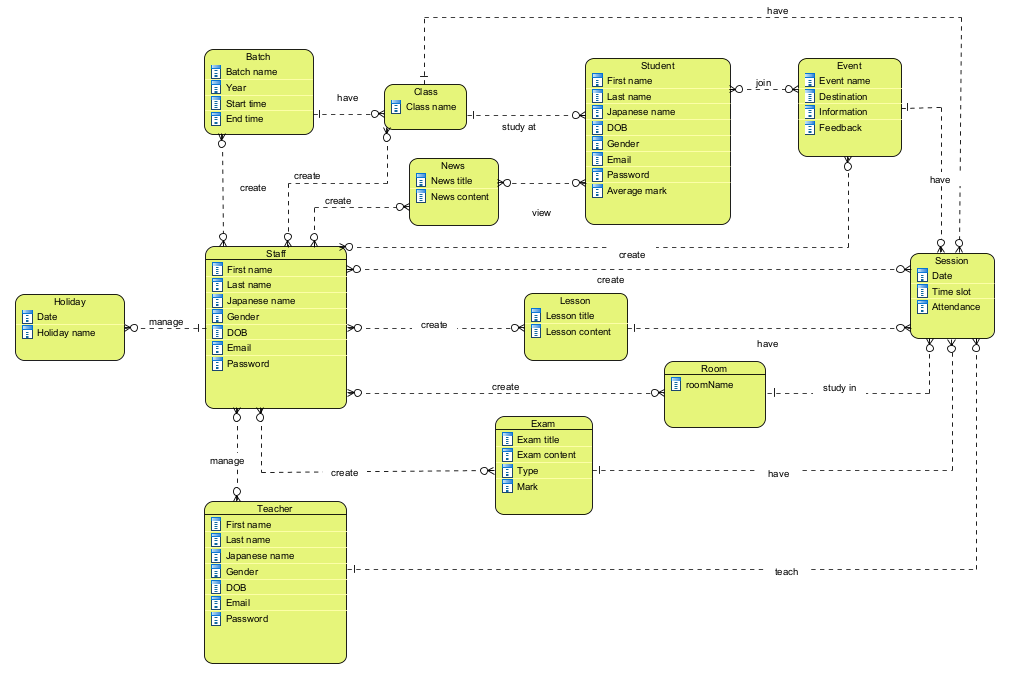 have
Batch
Batch name
Year
Start time
End time
have
Class
Class name
study at
Student
First name
Last name
Japanese name
DOB
Gender
Email
Password
Average mark
join
Event
Event name
Destination
Information
Feedback
have
create
create
create
News
News title
News content
view
create
create
Staff
First name
Last name
Japanese name
Gender
DOB
Email
Password
Session
Date
Time slot
Attendance
Holiday
Date
Holiday name
manage
create
Lesson
Lesson title
Lesson content
have
Room
roomName
create
study in
Exam
Exam title
Exam content
Type
Mark
manage
create
have
Teacher
First name
Last name
Japanese name
Gender
DOB
Email
Password
teach